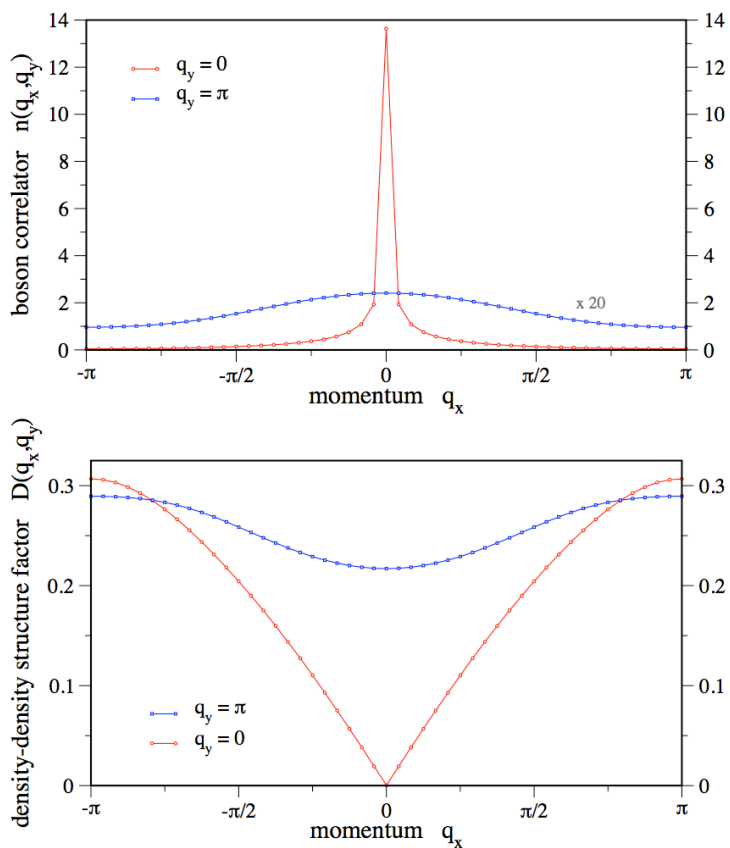 boson correlator n(q_x,q_y)
14
12
10
8
6
4
2
0
14
12
10
8
6
4
2
0
q_y = 0
q_y = π
x 20
-π
-π/2
0
π/2
π
momentum q_x
density-density structure factor D(q_x,q_y)
0.3
0.2
0.1
0
0.3
0.2
0.1
0
q_y = π
q_y = 0
-π
-π/2
0
π/2
π
momentum q_x